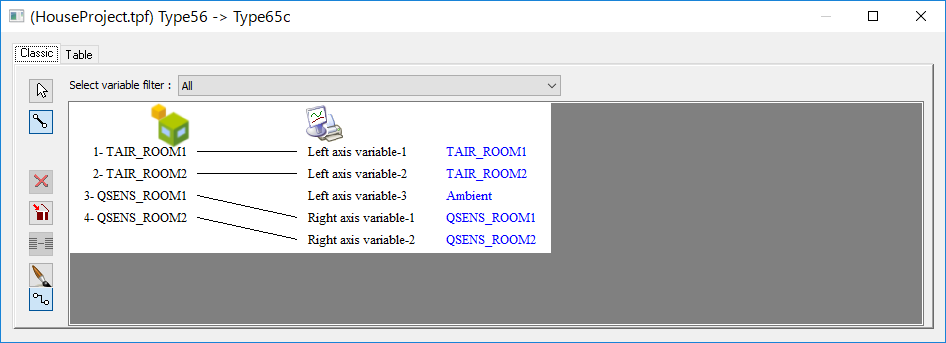 (HouseProject.tpf) Type56 -> Type65c
Classic Table
Select variable filter : All
1- TAIR_ROOM1 Left axis variable-1 TAIR_ROOM1
2- TAIR_ROOM2 Left axis variable-2 TAIR_ROOM2
3- QSENS_ROOM1 Left axis variable-3 Ambient
4- QSENS_ROOM2 Right axis variable-1 QSENS_ROOM1
Right axis variable-2 QSENS_ROOM2